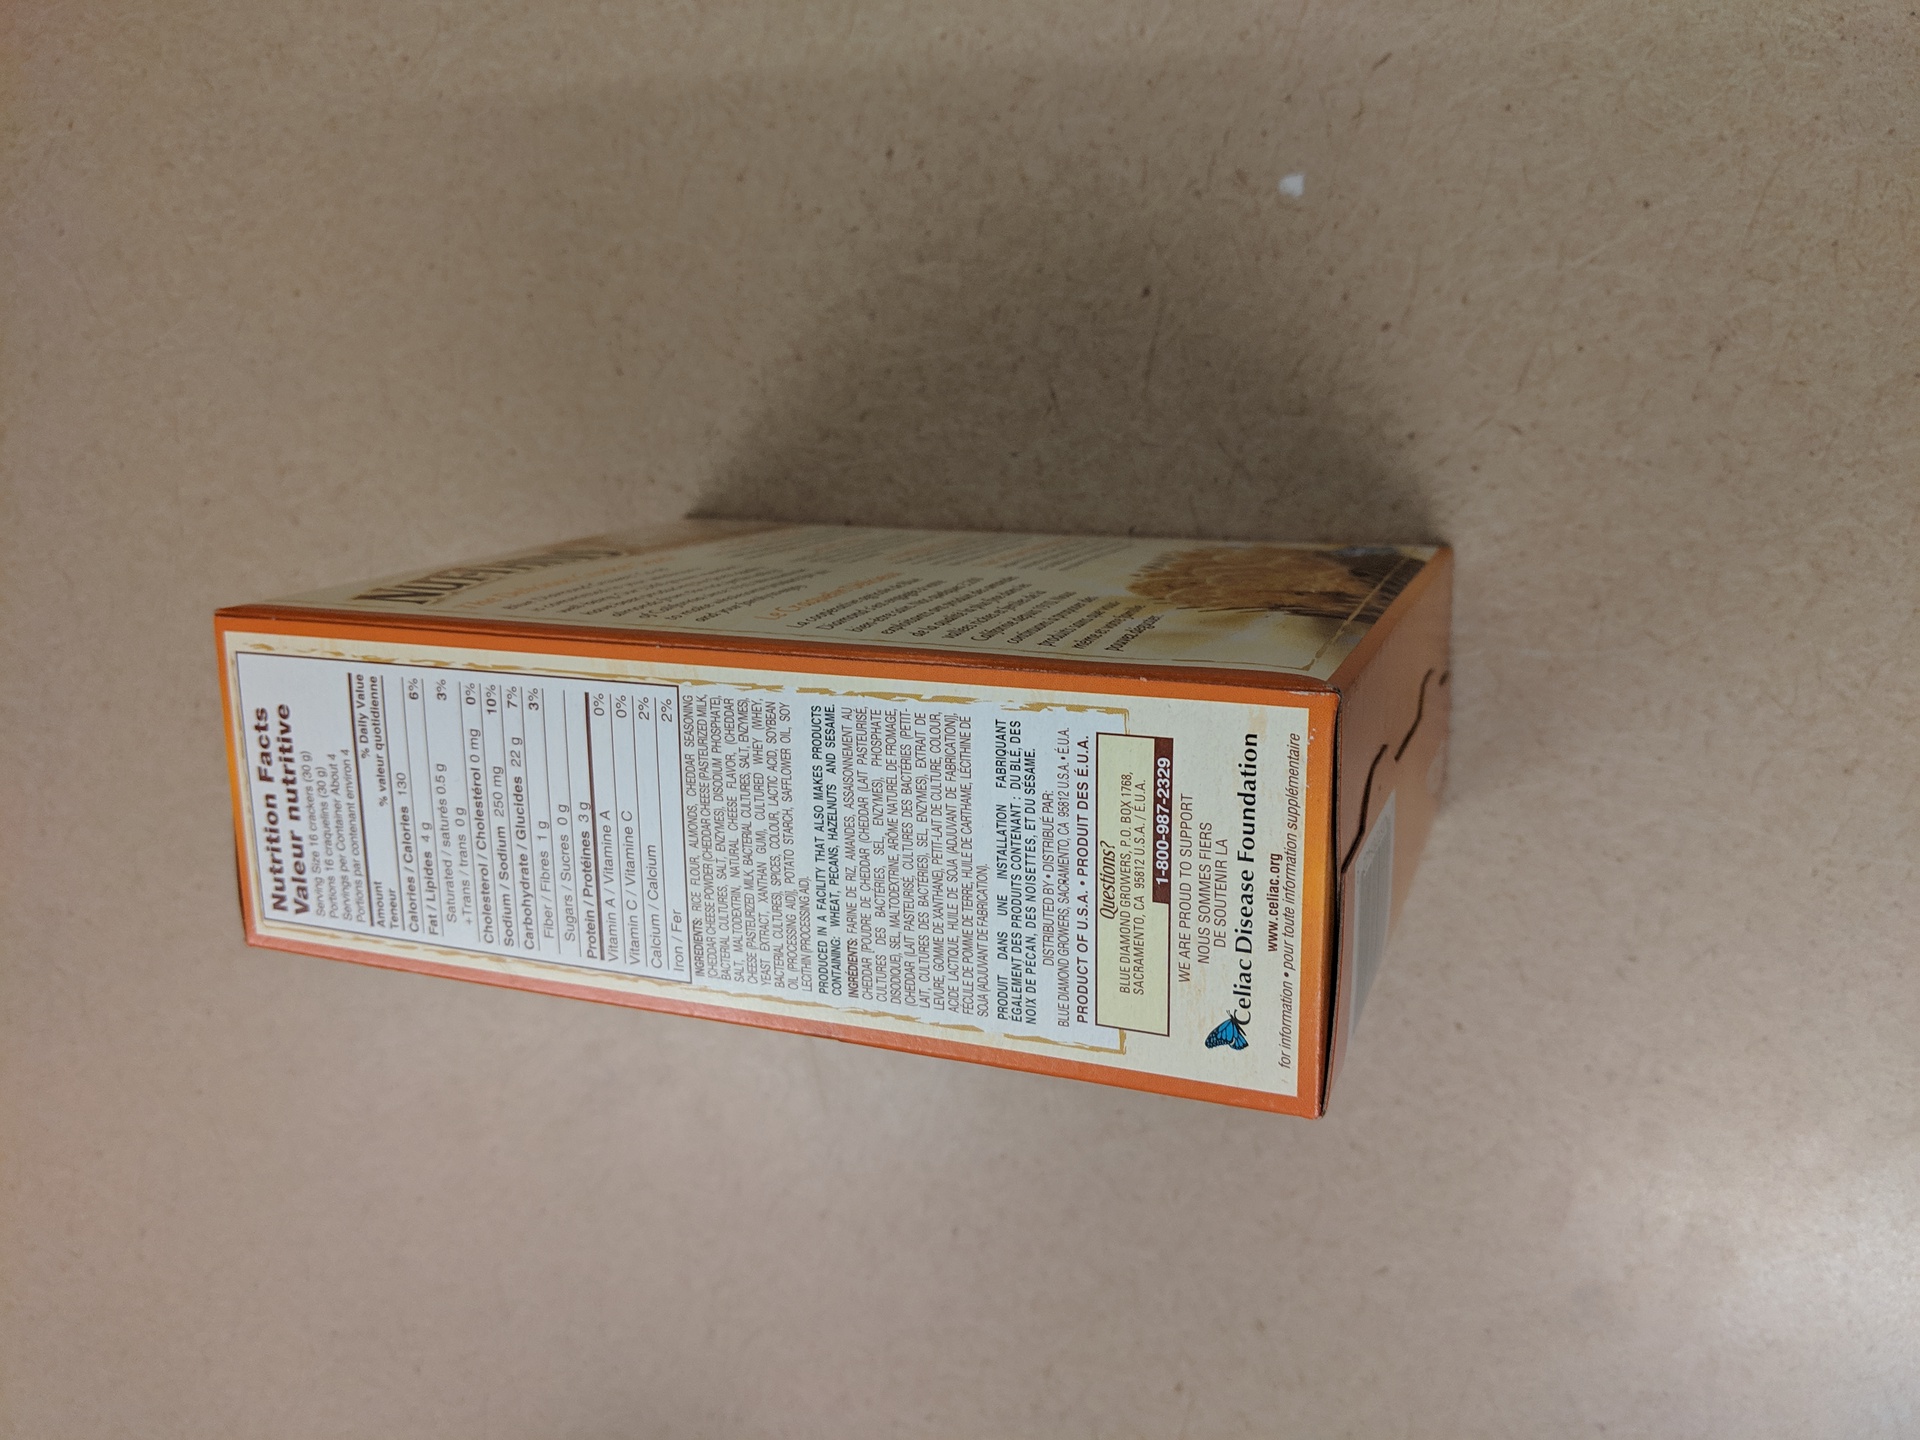 Nutrition Facts
Valeur nutritive
Serving Size 16 crackers (30 g)
Portions 16 craquelins (30 g)
Servings per Container About 4
Portions par contenant environ 4
Amount % Daily Value
Teneur % valeur quotidienne
Calories / Calories 130
Fat / Lipides 4 g 6%
Saturated / saturés 0.5 g 3%
+Trans / trans 0 g
Cholesterol / Cholestérol 0 mg 0%
Sodium / Sodium 250 mg 10%
Carbohydrate / Glucides 22 g 7%
Fiber / Fibres 1 g 3%
Sugars / Sucres 0 g
Protein / Protéines 3 g
Vitamin A / Vitamine A 0%
Vitamin C / Vitamine C 0%
Calcium / Calcium 2%
Iron / Fer 2%
INGREDIENTS: RICE FLOUR, ALMONDS, CHEDDAR SEASONING
[CHEDDAR CHEESE POWDER (CHEDDAR CHEESE (PASTEURIZED MILK,
BACTERIAL CULTURES, SALT, ENZYMES), DISODIUM PHOSPHATE),
SALT, MALTODEXTRIN, NATURAL CHEESE FLAVOR, (CHEDDAR
CHEESE (PASTEURIZED MILK, BACTERIAL CULTURES, SALT, ENZYMES),
YEAST EXTRACT, XANTHAN GUM), CULTURED WHEY (WHEY,
BACTERIAL CULTURES), SPICES, COLOUR, LACTIC ACID, SOYBEAN
OIL (PROCESSING AID)], POTATO STARCH, SAFFLOWER OIL, SOY
LECITHIN (PROCESSING AID).
PRODUCED IN A FACILITY THAT ALSO MAKES PRODUCTS
CONTAINING: WHEAT, PECANS, HAZELNUTS AND SESAME.
INGRÉDIENTS: FARINE DE RIZ, AMANDES, ASSAISONNEMENT AU
CHEDDAR [POUDRE DE CHEDDAR (CHEDDAR (LAIT PASTEURISÉ,
CULTURES DES BACTÉRIES, SEL, ENZYMES), PHOSPHATE
DISODIQUE), SEL, MALTODEXTRINE, ARÔME NATUREL DE FROMAGE,
(CHEDDAR (LAIT PASTEURISÉ, CULTURES DES BACTÉRIES (PETIT-
LAIT, CULTURES DES BACTÉRIES), SEL, ENZYMES), EXTRAIT DE
LEVURE, GOMME DE XANTHANE), PETIT-LAIT DE CULTURE, COLOUR,
ACIDE LACTIQUE, HUILE DE SOJA (ADJUVANT DE FABRICATION)],
FÉCULE DE POMME DE TERRE, HUILE DE CARTHAME, LÉCITHINE DE
SOJA (ADJUVANT DE FABRICATION).
PRODUIT DANS UNE INSTALLATION FABRIQUANT
ÉGALEMENT DES PRODUITS CONTENANT : DU BLÉ, DES
NOIX DE PÉCAN, DES NOISETTES, ET DU SÉSAME.
DISTRIBUTED BY • DISTRIBUÉ PAR:
BLUE DIAMOND GROWERS, SACRAMENTO, CA 95812 U.S.A. • É.U.A.
PRODUCT OF U.S.A. • PRODUIT DES É.U.A.
Questions?
BLUE DIAMOND GROWERS, P.O. BOX 1768,
SACRAMENTO, CA 95812 U.S.A. / É.U.A.
1-800-987-2329
WE ARE PROUD TO SUPPORT
NOUS SOMMES FIERS
DE SOUTENIR LA
Celiac Disease Foundation
www.celiac.org
for information • pour toute information supplémentaire
même et votre famille
pouvez déguster.